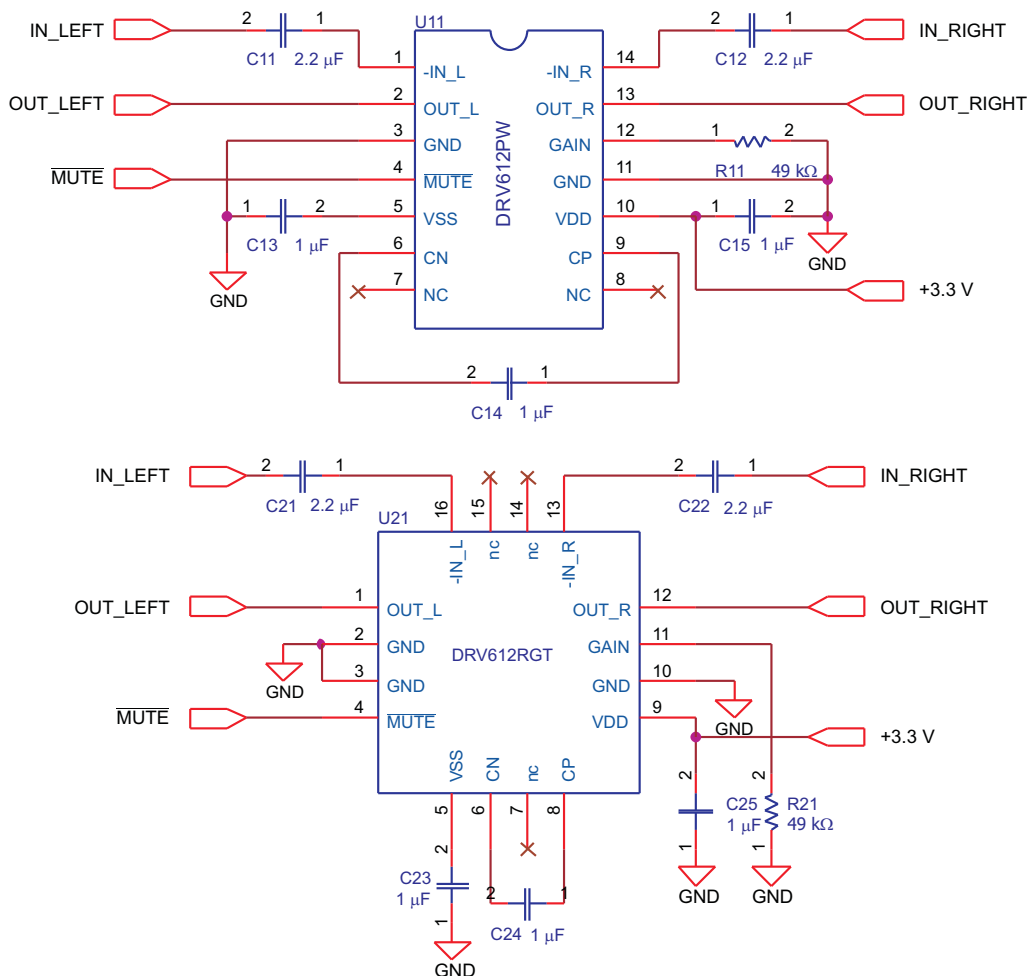 U11
IN_LEFT
2
1
C11
2.2 µF
2
1
C12
2.2 µF
IN_RIGHT
1
-IN_L
-IN_R
14
OUT_LEFT
2
OUT_L
OUT_R
13
OUT_RIGHT
3
GND
GAIN
12
1
2
R11
49 kΩ
MUTE
4
MUTE
GND
11
DRV612PW
1
2
C13
1 µF
5
VSS
VDD
10
1
2
C15
1 µF
GND
GND
6
CN
CP
9
7
NC
NC
8
+3.3 V
2
1
C14
1 µF
IN_LEFT
2
1
C21
2.2 µF
2
1
C22
2.2 µF
IN_RIGHT
U21
16
15
14
13
-IN_L
nc
nc
-IN_R
OUT_LEFT
1
OUT_L
OUT_R
12
OUT_RIGHT
2
GND
GAIN
11
DRV612RGT
GND
3
GND
GND
10
GND
MUTE
4
MUTE
VDD
9
+3.3 V
VSS
CN
nc
CP
5
6
7
8
2
C25
1 µF
1
GND
2
R21
49 kΩ
1
GND
2
C23
1 µF
1
GND
2
1
C24
1 µF